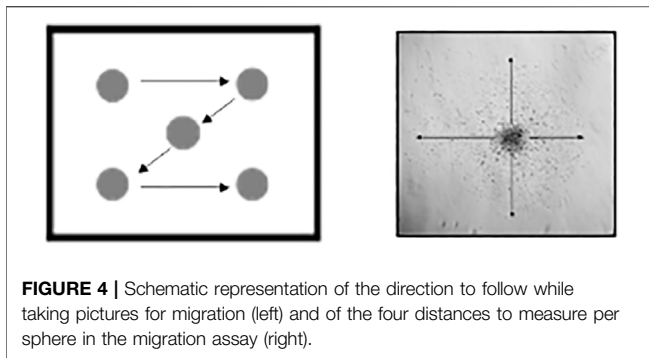 FIGURE 4 | Schematic representation of the direction to follow while
taking pictures for migration (left) and of the four distances to measure per
sphere in the migration assay (right).